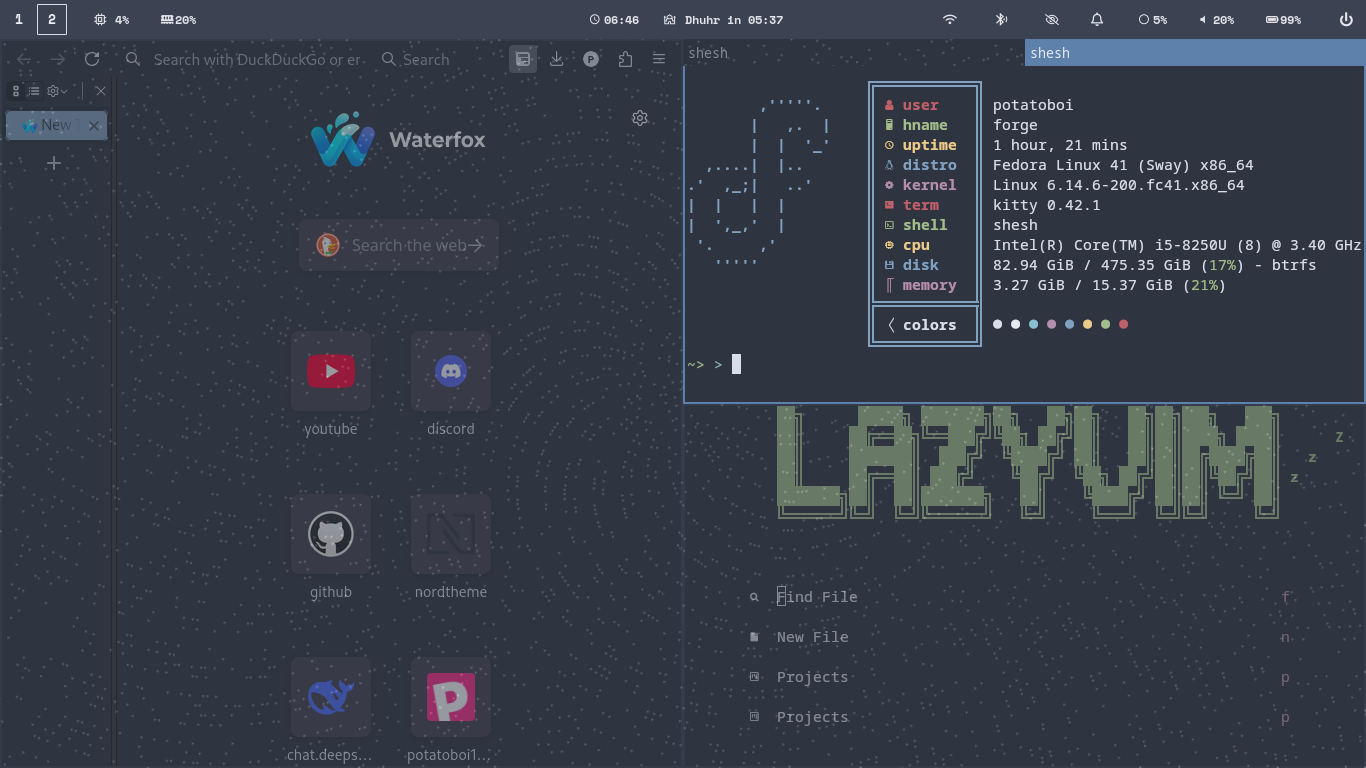 1 2 4% 20% 06:46 Dhuhr in 05:37 5% 20% 99%
Search with DuckDuckGo or er Search
New T
Waterfox
Search the web
youtube discord
github nordtheme
chat.deeps... potatoboi1...
shesh shesh
user potatoboi
hname forge
uptime 1 hour, 21 mins
distro Fedora Linux 41 (Sway) x86_64
kernel Linux 6.14.6-200.fc41.x86_64
term kitty 0.42.1
shell shesh
cpu Intel(R) Core(TM) i5-8250U (8) @ 3.40 GHz
disk 82.94 GiB / 475.35 GiB (17%) - btrfs
memory 3.27 GiB / 15.37 GiB (21%)
colors
~> >
LAZYVIM Z z z
Find File f
New File n
Projects p
Projects p